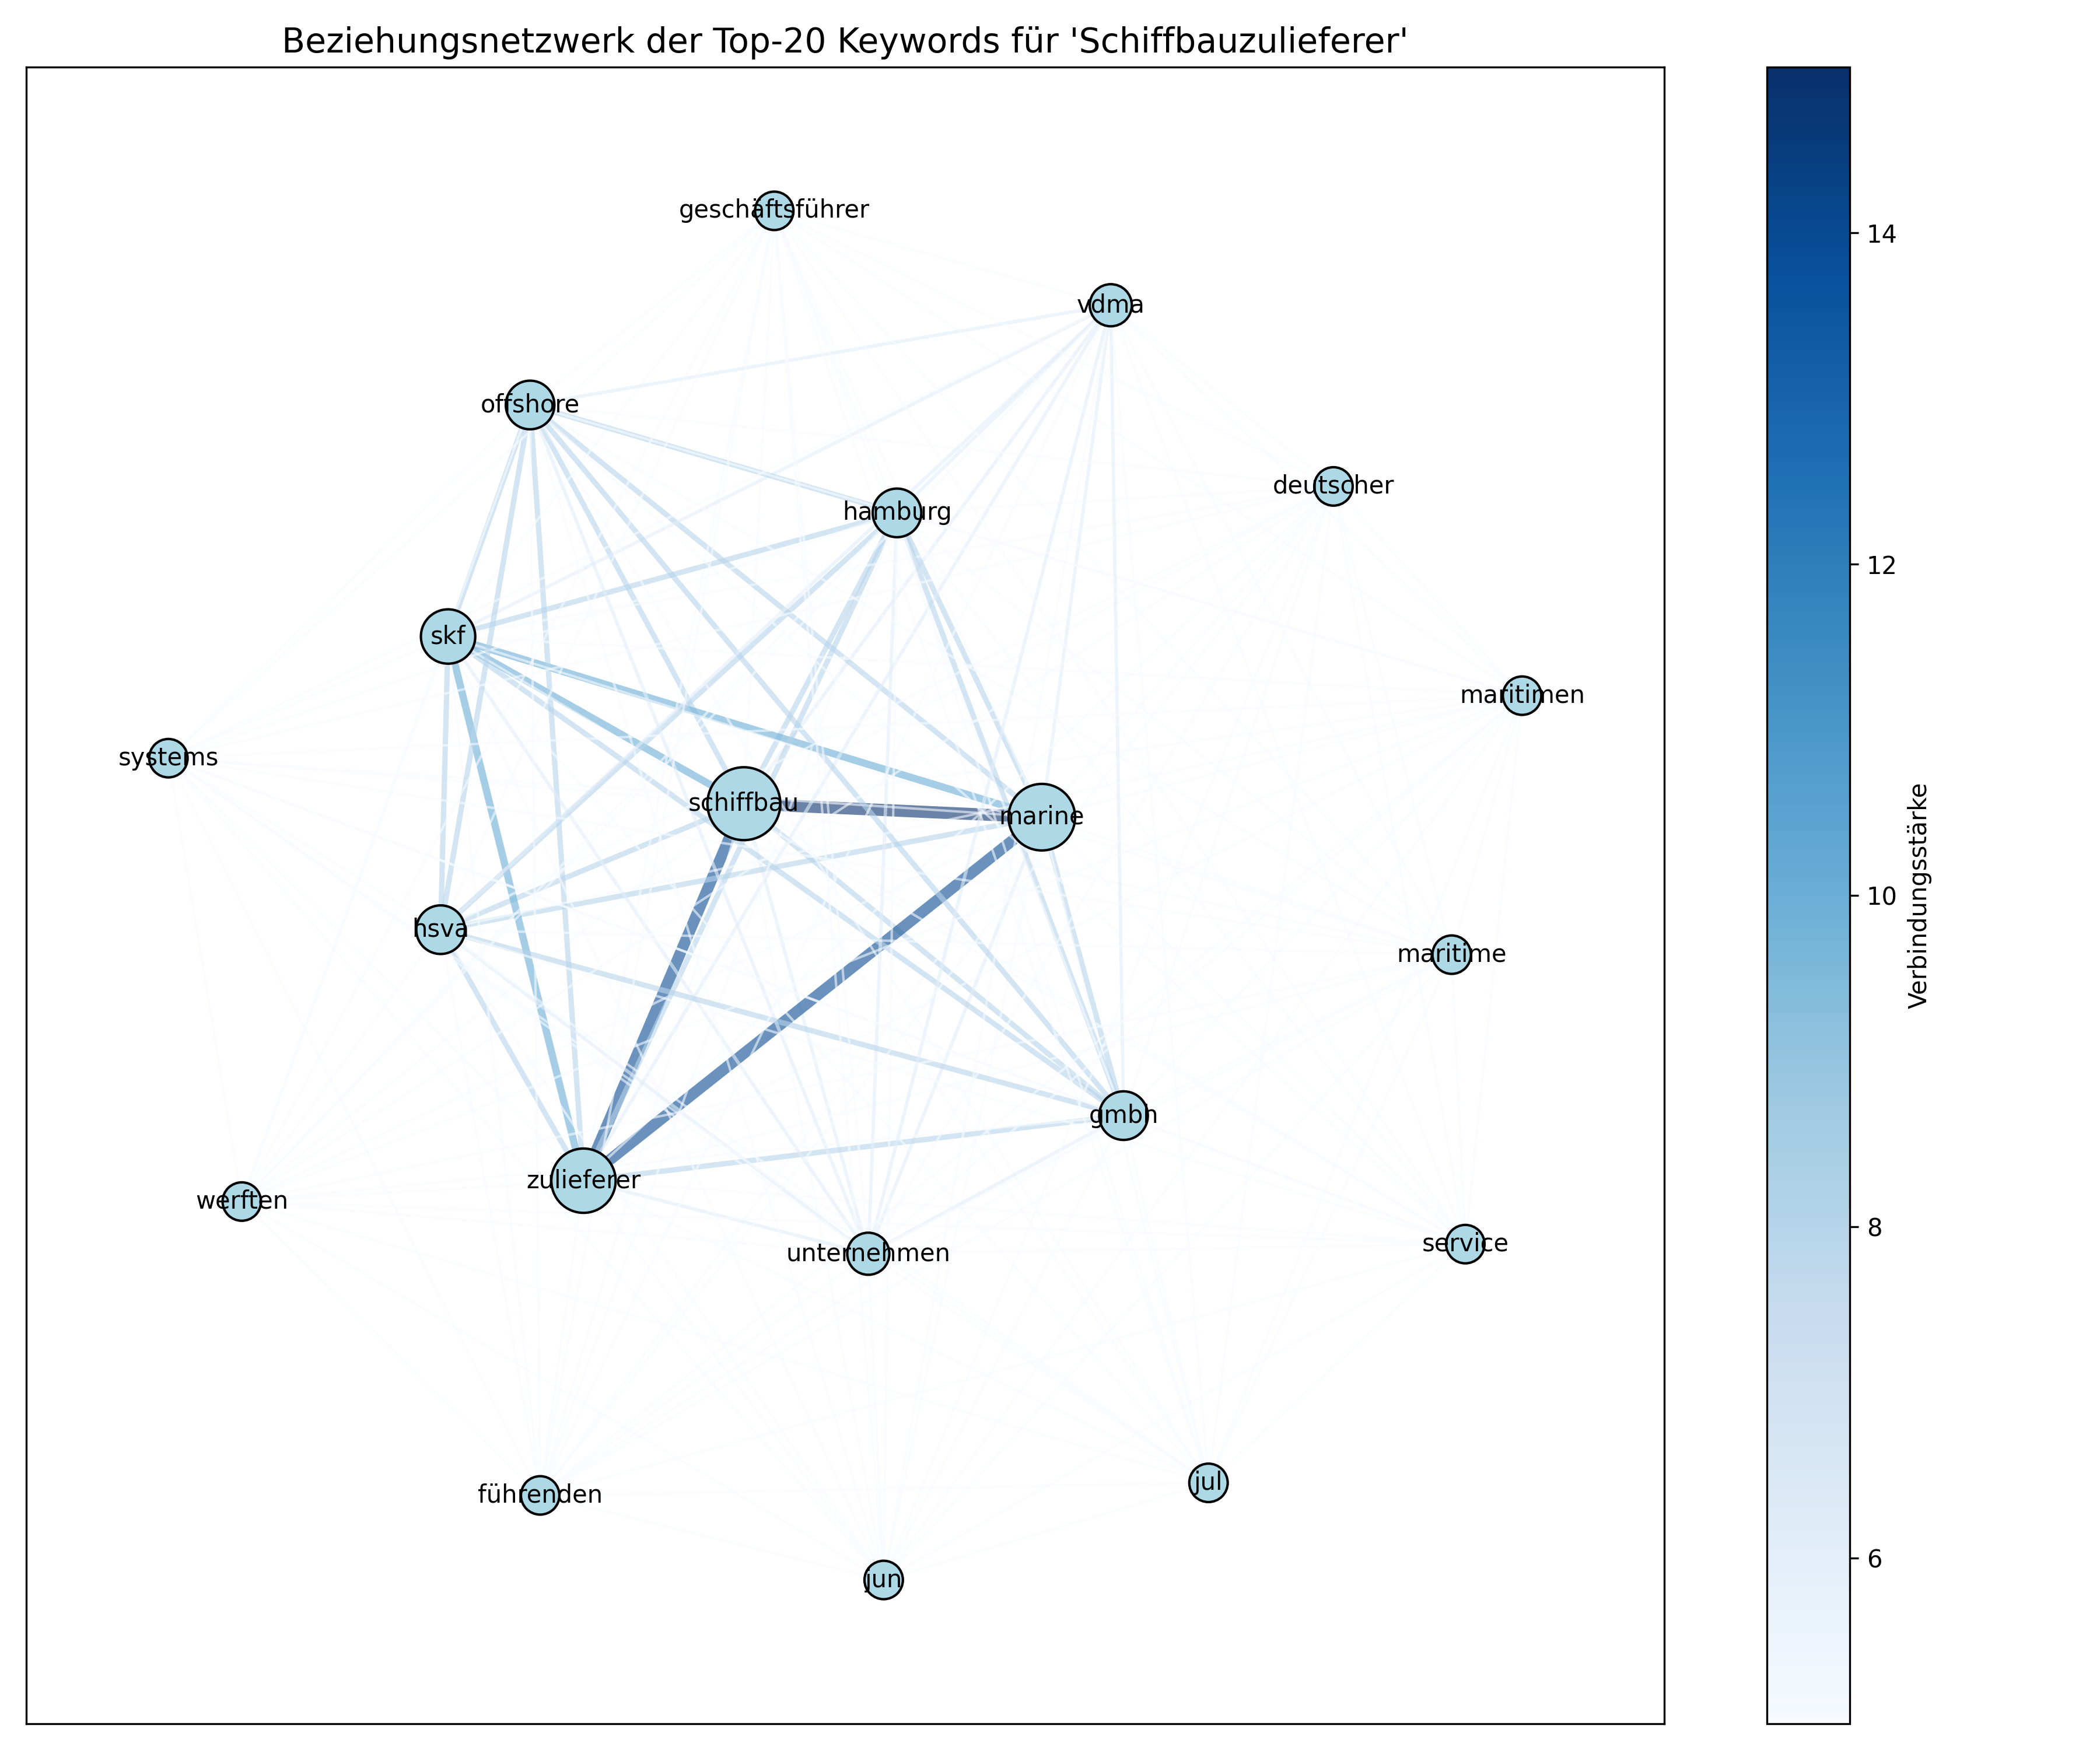 Beziehungsnetzwerk der Top-20 Keywords für 'Schiffbauzulieferer'
geschäftsführer
vdma
offshore
deutscher
hamburg
skf
maritimen
systems
schiffbau
marine
hsva
maritime
gmbh
zulieferer
werften
service
unternehmen
jul
führenden
jun
14
12
10
8
6
Verbindungsstärke